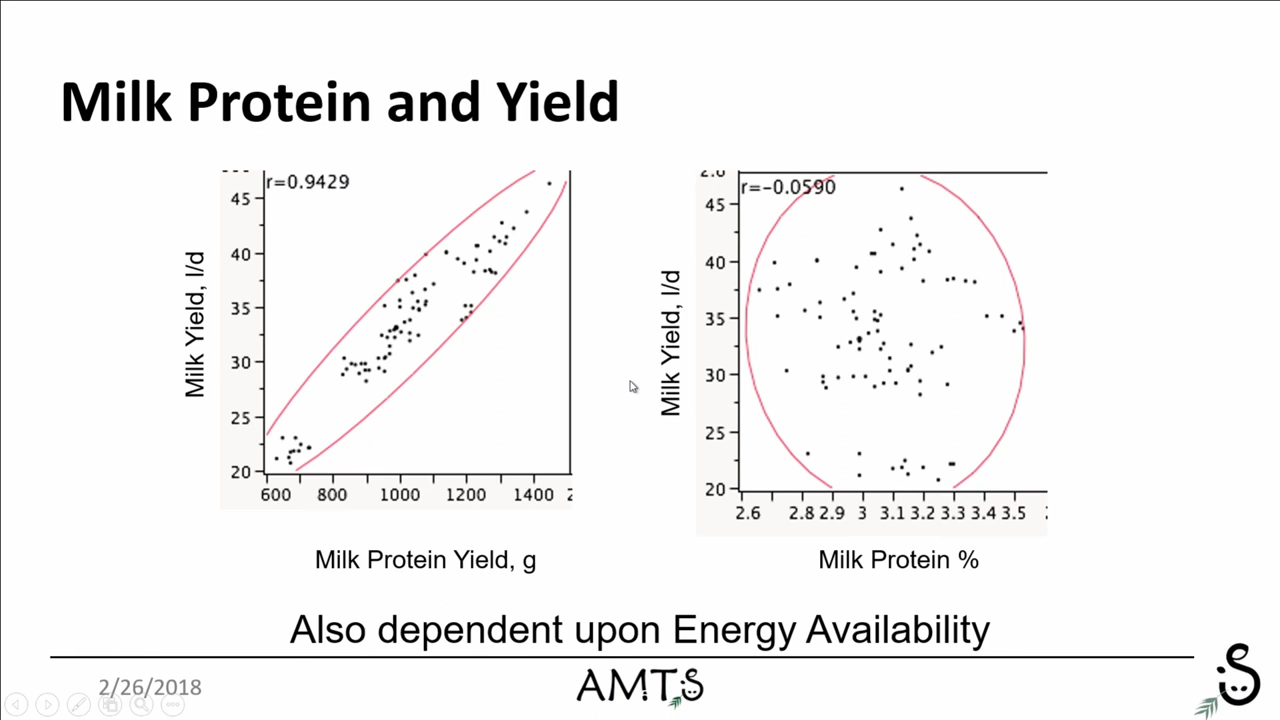 Milk Protein and Yield
r=0.9429
45
40
35
30
25
20
600 800 1000 1200 1400
Milk Yield, l/d
Milk Protein Yield, g
r=-0.0590
45
40
35
30
25
20
2.6 2.8 2.9 3 3.1 3.2 3.3 3.4 3.5
Milk Yield, l/d
Milk Protein %
Also dependent upon Energy Availability
2/26/2018
AMTS